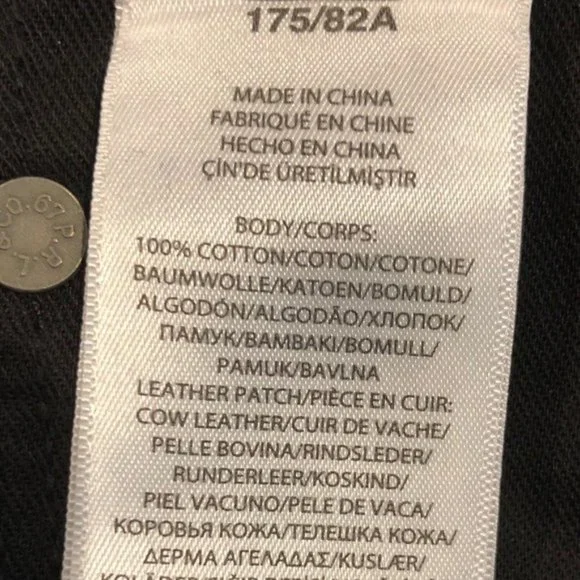 175/82A
MADE IN CHINA
FABRIQUÉ EN CHINE
HECHO EN CHINA
ÇİN'DE ÜRETİLMİŞTİR
BODY/CORPS:
100% COTTON/COTON/COTONE/
BAUMWOLLE/KATOEN/BOMULD/
ALGODÓN/ALGODÃO/ХЛОПОК/
ПАМУК/ΒΑΜΒΑΚΙ/BOMULL/
PAMUK/BAVLNA
LEATHER PATCH/PIÈCE EN CUIR:
COW LEATHER/CUIR DE VACHE/
PELLE BOVINA/RINDSLEDER/
RUNDERLEER/KOSKIND/
PIEL VACUNO/PELE DE VACA/
КОРОВЬЯ КОЖА/ТЕЛЕШКА КОЖА/
ΔΕΡΜΑ ΑΓΕΛΑΔΑΣ/KUSLÆR/
&CO.67P.R.L.